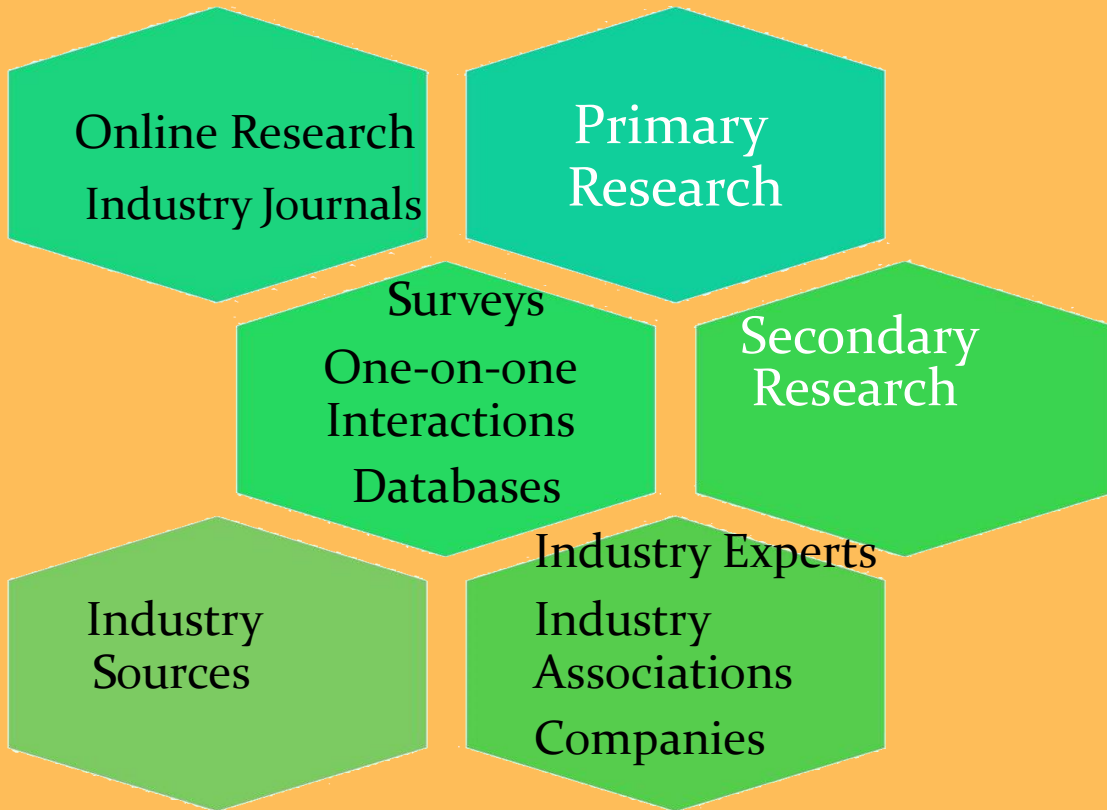 Online Research
Industry Journals
Primary
Research
Surveys
One-on-one
Interactions
Databases
Secondary
Research
Industry
Sources
Industry Experts
Industry
Associations
Companies